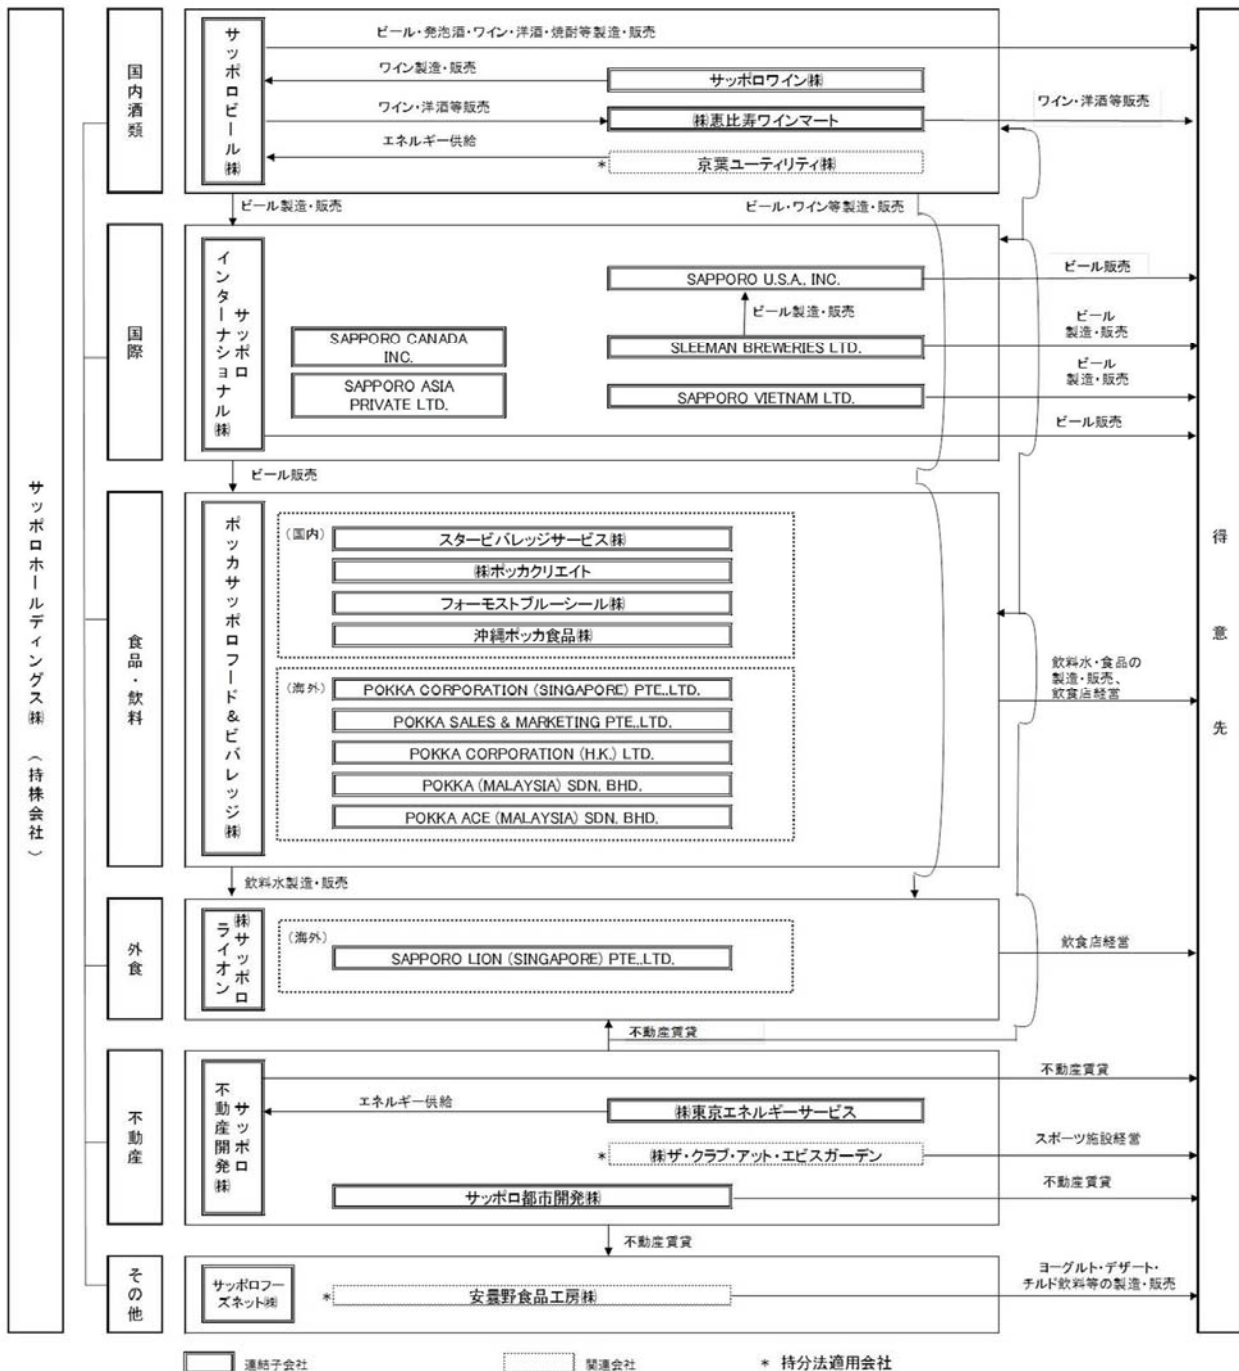 サッポロホールディングス㈱ （持株会社）
国内酒類
サッポロビール㈱
ビール・発泡酒・ワイン・洋酒・焼酎等製造・販売
ワイン製造・販売
サッポロワイン㈱
ワイン・洋酒等販売
㈱恵比寿ワインマート
ワイン・洋酒等販売
エネルギー供給
* 京葉ユーティリティ㈱
ビール製造・販売
ビール・ワイン等製造・販売
国際
サッポロ
インターナショナル㈱
SAPPORO U.S.A., INC.
ビール販売
ビール製造・販売
SAPPORO CANADA
INC.
SLEEMAN BREWERIES LTD.
ビール
製造・販売
SAPPORO ASIA
PRIVATE LTD.
SAPPORO VIETNAM LTD.
ビール
製造・販売
ビール販売
ビール販売
食品・飲料
ポッカサッポロフード&ビバレッジ㈱
（国内）
スタービバレッジサービス㈱
㈱ポッカクリエイト
フォーモストブルーシール㈱
沖縄ポッカ食品㈱
（海外）
POKKA CORPORATION (SINGAPORE) PTE.,LTD.
POKKA SALES & MARKETING PTE.,LTD.
POKKA CORPORATION (H.K.) LTD.
POKKA (MALAYSIA) SDN. BHD.
POKKA ACE (MALAYSIA) SDN. BHD.
飲料水・食品の
製造・販売、
飲食店経営
飲料水製造・販売
外食
㈱サッポロ
ライオン
（海外）
SAPPORO LION (SINGAPORE) PTE.,LTD.
飲食店経営
不動産賃貸
不動産
サッポロ
不動産開発㈱
不動産賃貸
エネルギー供給
㈱東京エネルギーサービス
* ㈱ザ・クラブ・アット・エビスガーデン
スポーツ施設経営
サッポロ都市開発㈱
不動産賃貸
不動産賃貸
その他
サッポロフー
ズネット㈱
* 安曇野食品工房㈱
ヨーグルト・デザート・
チルド飲料等の製造・販売
得意先
連結子会社
関連会社
* 持分法適用会社